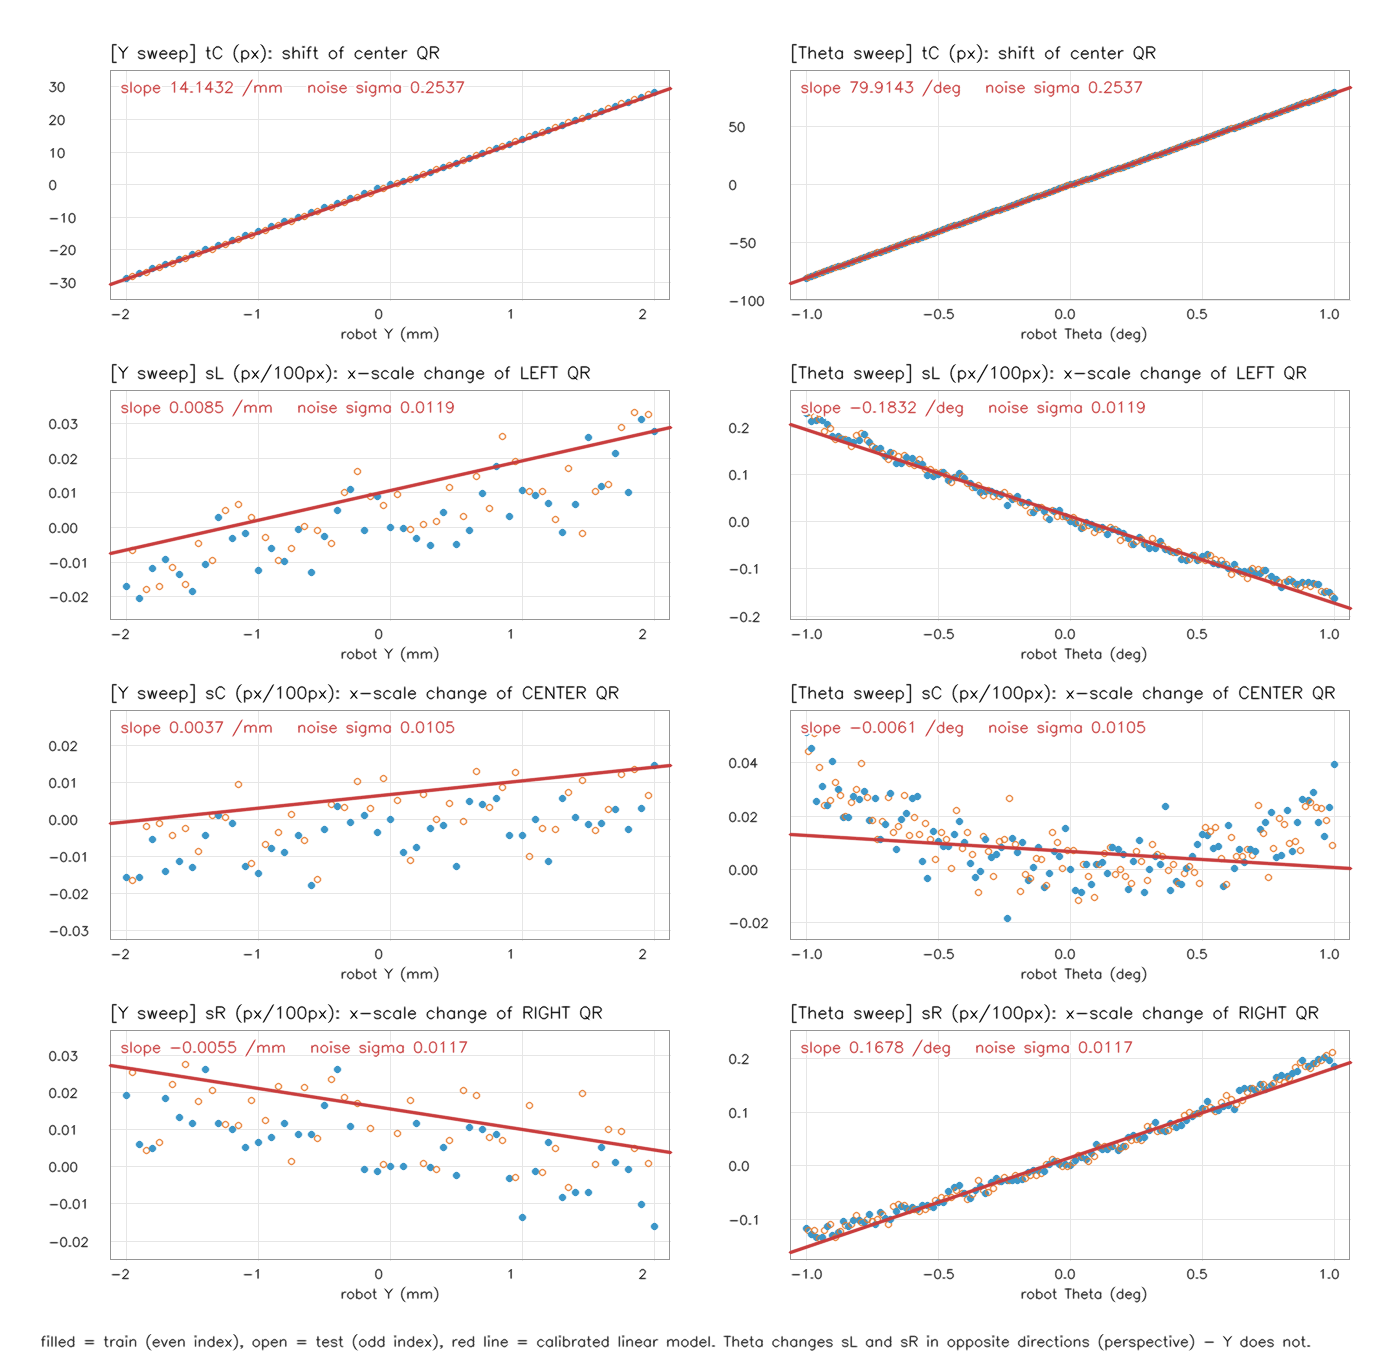 [Y sweep] tC (px): shift of center QR
slope 14.1432 /mm noise sigma 0.2537
30
20
10
0
−10
−20
−30
−2 −1 0 1 2
robot Y (mm)
[Theta sweep] tC (px): shift of center QR
slope 79.9143 /deg noise sigma 0.2537
50
0
−50
−100
−1.0 −0.5 0.0 0.5 1.0
robot Theta (deg)
[Y sweep] sL (px/100px): x−scale change of LEFT QR
slope 0.0085 /mm noise sigma 0.0119
0.03
0.02
0.01
0.00
−0.01
−0.02
−2 −1 0 1 2
robot Y (mm)
[Theta sweep] sL (px/100px): x−scale change of LEFT QR
slope −0.1832 /deg noise sigma 0.0119
0.2
0.1
0.0
−0.1
−0.2
−1.0 −0.5 0.0 0.5 1.0
robot Theta (deg)
[Y sweep] sC (px/100px): x−scale change of CENTER QR
slope 0.0037 /mm noise sigma 0.0105
0.02
0.01
0.00
−0.01
−0.02
−0.03
−2 −1 0 1 2
robot Y (mm)
[Theta sweep] sC (px/100px): x−scale change of CENTER QR
slope −0.0061 /deg noise sigma 0.0105
0.04
0.02
0.00
−0.02
−1.0 −0.5 0.0 0.5 1.0
robot Theta (deg)
[Y sweep] sR (px/100px): x−scale change of RIGHT QR
slope −0.0055 /mm noise sigma 0.0117
0.03
0.02
0.01
0.00
−0.01
−0.02
−2 −1 0 1 2
robot Y (mm)
[Theta sweep] sR (px/100px): x−scale change of RIGHT QR
slope 0.1678 /deg noise sigma 0.0117
0.2
0.1
0.0
−0.1
−1.0 −0.5 0.0 0.5 1.0
robot Theta (deg)
filled = train (even index), open = test (odd index), red line = calibrated linear model. Theta changes sL and sR in opposite directions (perspective) − Y does not.